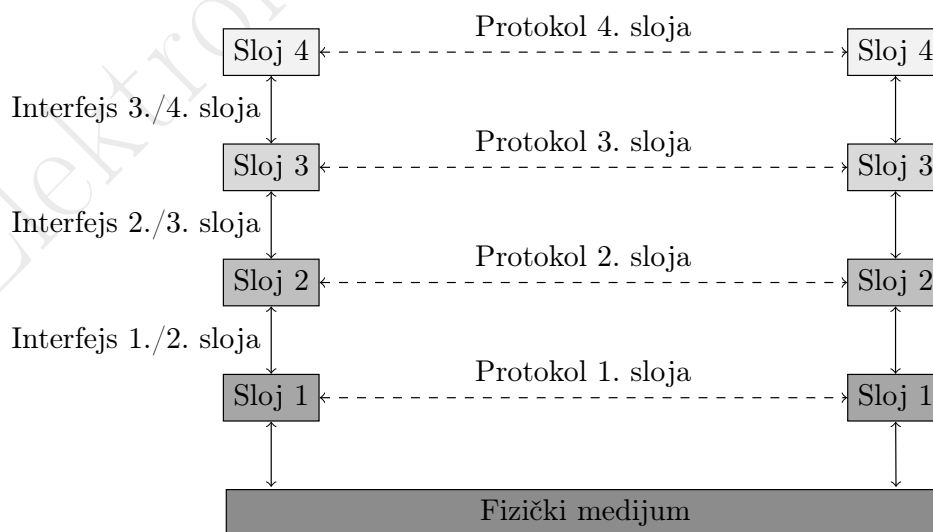 Protokol 4. sloja
Sloj 4 Sloj 4
Interfejs 3./4. sloja
Protokol 3. sloja
Sloj 3 Sloj 3
Interfejs 2./3. sloja
Protokol 2. sloja
Sloj 2 Sloj 2
Interfejs 1./2. sloja
Protokol 1. sloja
Sloj 1 Sloj 1
Fizički medijum